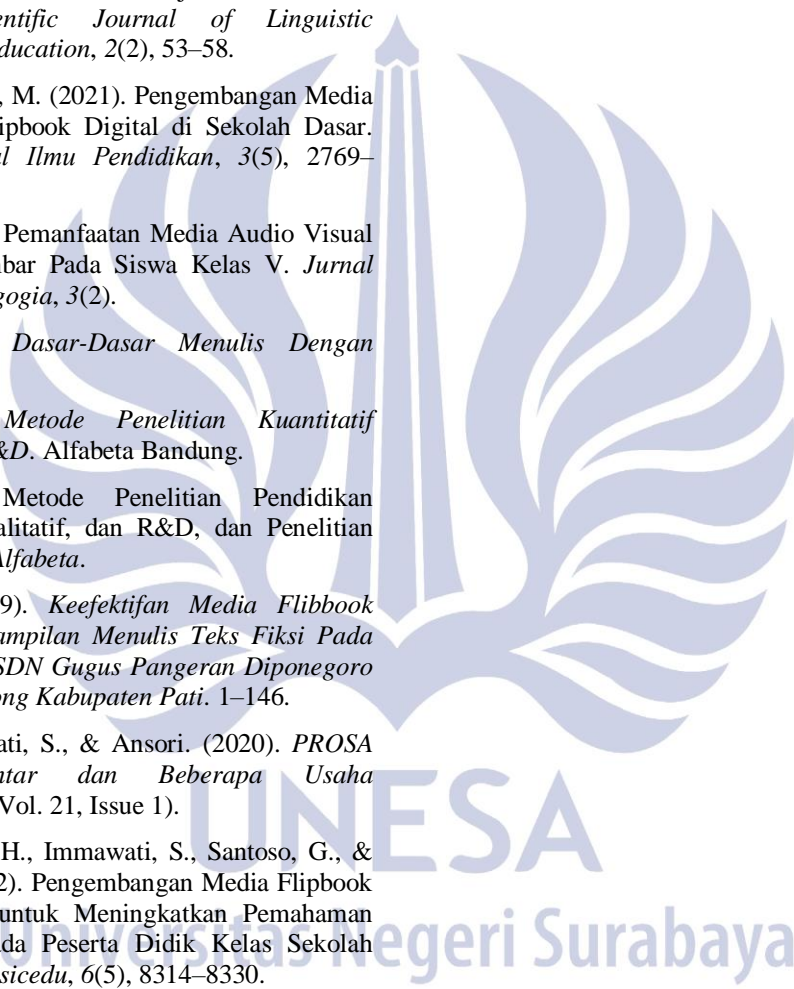 entific Journal of Linguistic
ducation, 2(2), 53–58.
, M. (2021). Pengembangan Media
lipbook Digital di Sekolah Dasar.
l Ilmu Pendidikan, 3(5), 2769–
Pemanfaatan Media Audio Visual
bar Pada Siswa Kelas V. Jurnal
gogia, 3(2).
Dasar-Dasar Menulis Dengan
Metode Penelitian Kuantitatif
&D. Alfabeta Bandung.
Metode Penelitian Pendidikan
alitatif, dan R&D, dan Penelitian
Alfabeta.
9). Keefektifan Media Flibbook
ampilan Menulis Teks Fiksi Pada
SDN Gugus Pangeran Diponegoro
ong Kabupaten Pati. 1–146.
ati, S., & Ansori. (2020). PROSA
ntar dan Beberapa Usaha
Vol. 21, Issue 1).
H., Immawati, S., Santoso, G., &
2). Pengembangan Media Flipbook
untuk Meningkatkan Pemahaman
da Peserta Didik Kelas Sekolah
sicedu, 6(5), 8314–8330.
UNESA
Universitas Negeri Surabaya